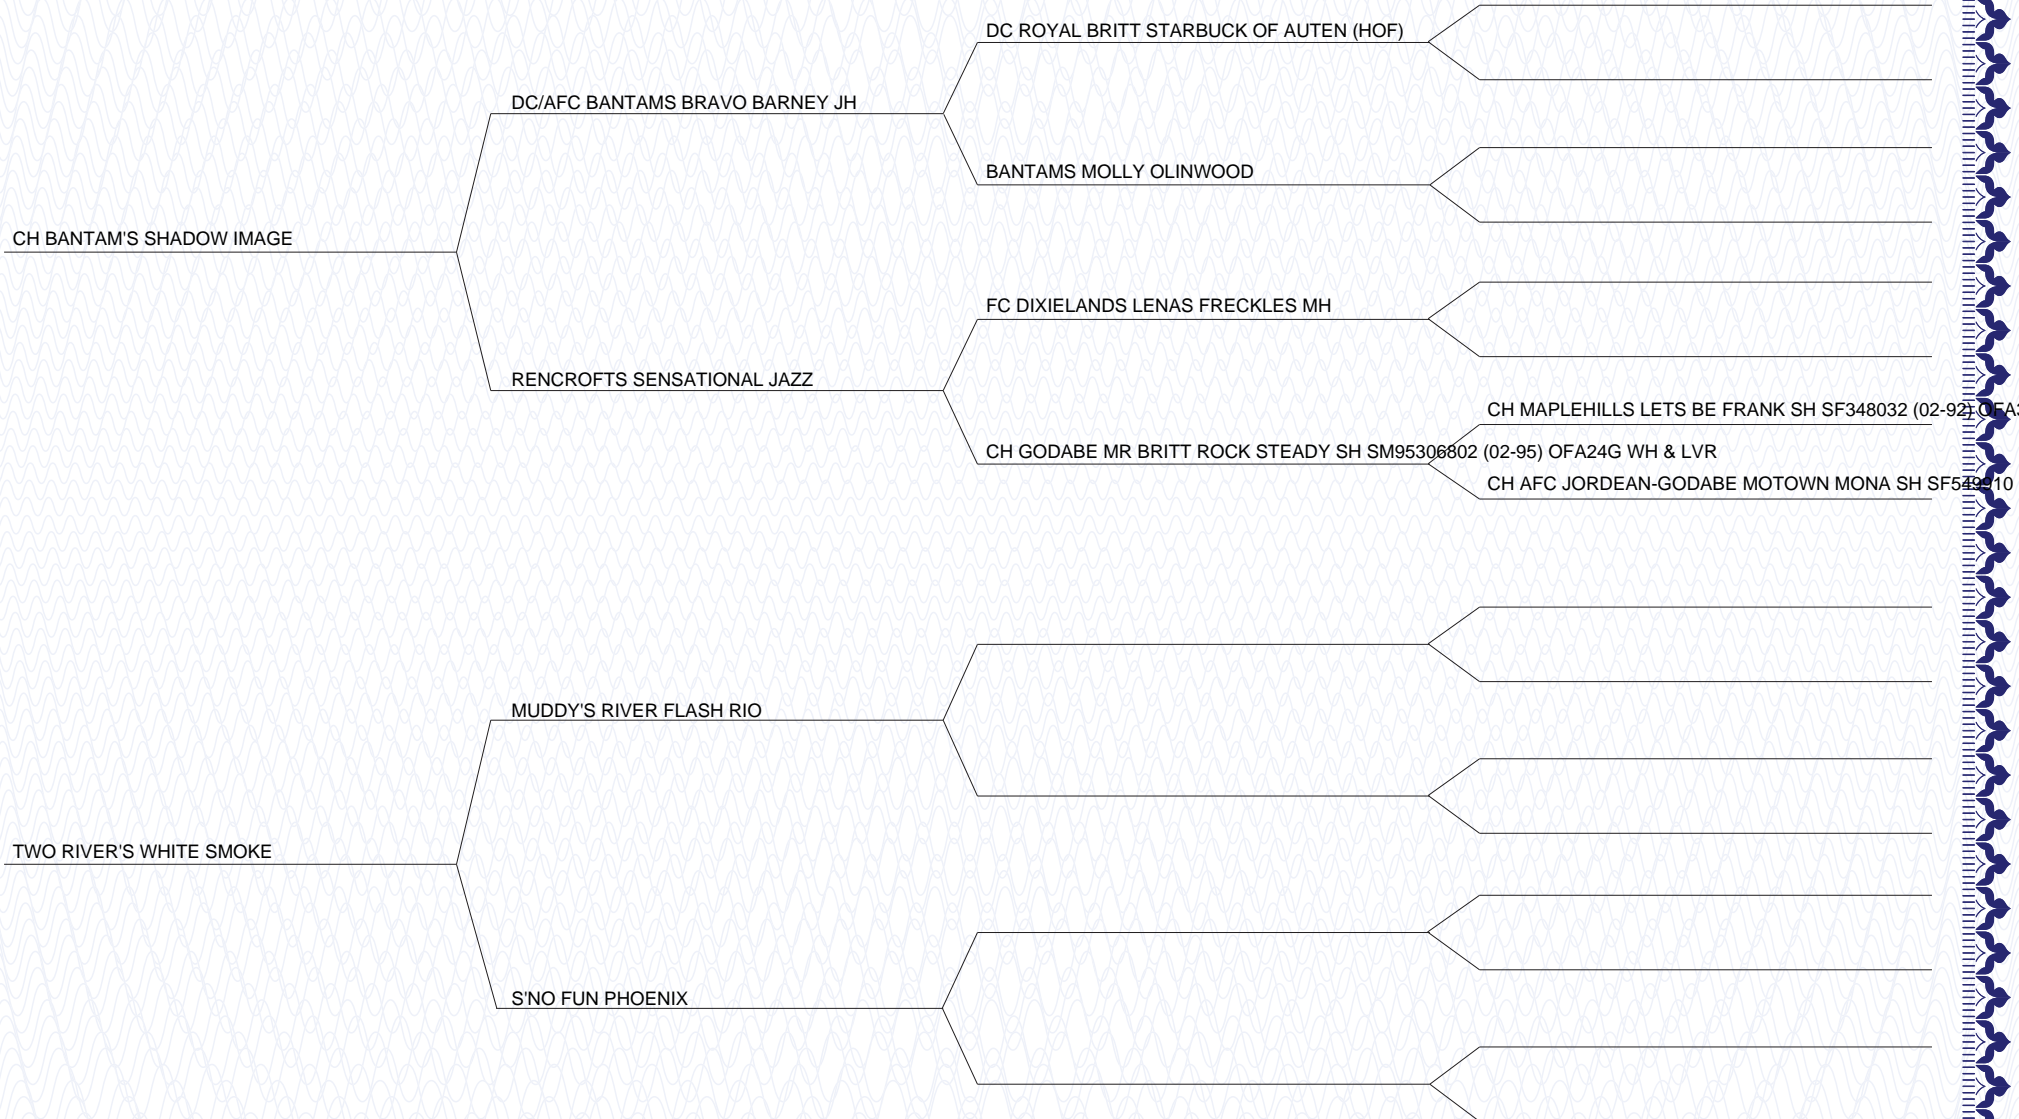 DC ROYAL BRITT STARBUCK OF AUTEN (HOF)
DC/AFC BANTAMS BRAVO BARNEY JH
BANTAMS MOLLY OLINWOOD
CH BANTAM'S SHADOW IMAGE
FC DIXIELANDS LENAS FRECKLES MH
RENCROFTS SENSATIONAL JAZZ
CH MAPLEHILLS LETS BE FRANK SH SF348032 (02-92)
CH GODABE MR BRITT ROCK STEADY SH SM95306802 (02-95) OFA24G WH & LVR
CH AFC JORDEAN-GODABE MOTOWN MONA SH SF549910
MUDDY'S RIVER FLASH RIO
TWO RIVER'S WHITE SMOKE
S'NO FUN PHOENIX